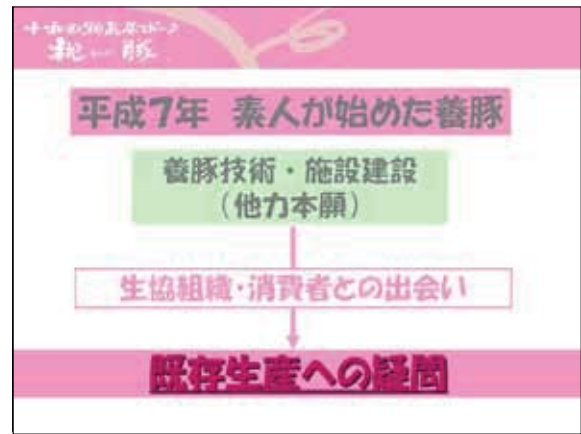 平成7年 素人が始めた養豚
養豚技術・施設建設
(他力本願)
生協組織・消費者との出会い
既存生産への疑問